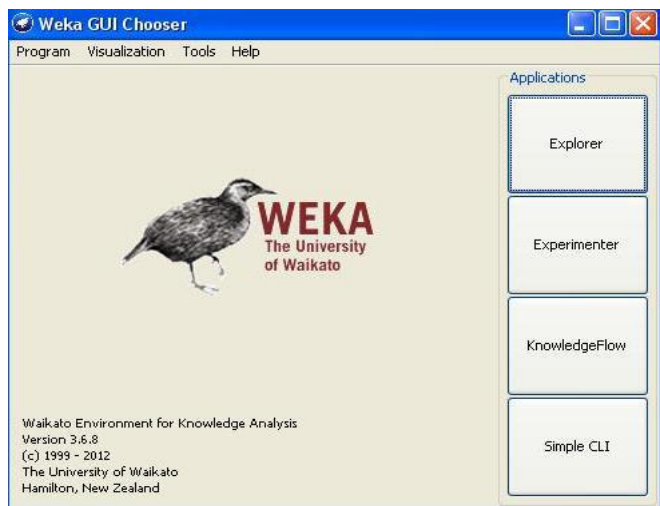 Weka GUI Chooser
Program Visualization Tools Help
Applications
Explorer
Experimenter
KnowledgeFlow
Simple CLI
WEKA
The University
of Waikato
Waikato Environment for Knowledge Analysis
Version 3.6.8
(c) 1999 - 2012
The University of Waikato
Hamilton, New Zealand